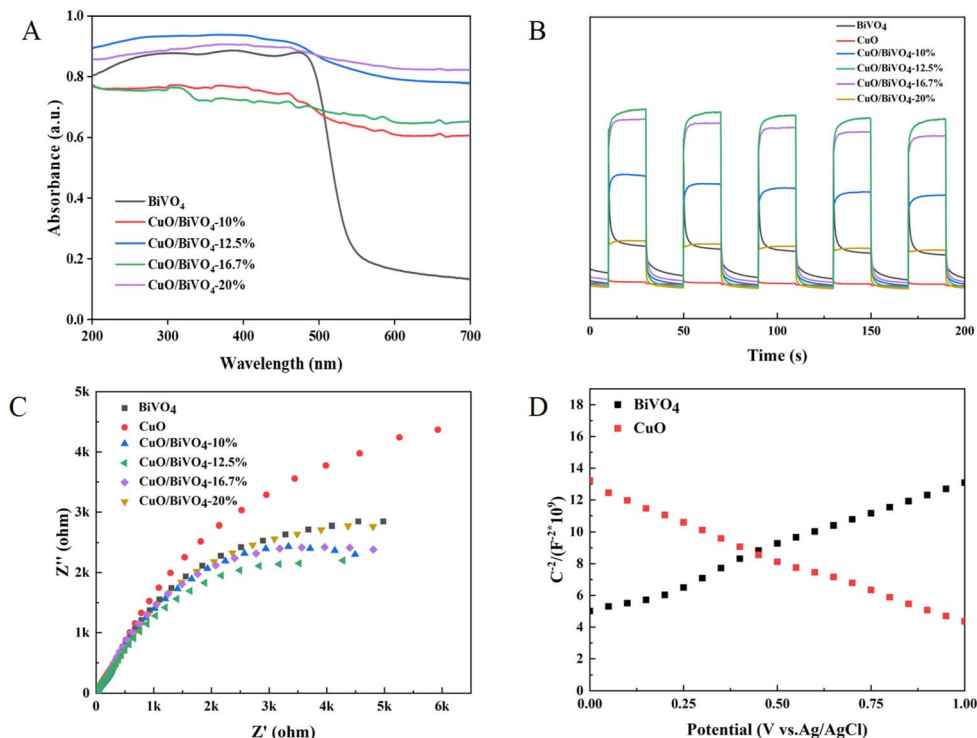 A
1.0
0.8
0.6
0.4
0.2
0.0
Absorbance (a.u.)
BiVO₄
CuO/BiVO₄-10%
CuO/BiVO₄-12.5%
CuO/BiVO₄-16.7%
CuO/BiVO₄-20%
200 300 400 500 600 700
Wavelength (nm)
B
BiVO₄
CuO
CuO/BiVO₄-10%
CuO/BiVO₄-12.5%
CuO/BiVO₄-16.7%
CuO/BiVO₄-20%
0 50 100 150 200
Time (s)
C
5k
4k
3k
2k
1k
0
Z'' (ohm)
BiVO₄
CuO
CuO/BiVO₄-10%
CuO/BiVO₄-12.5%
CuO/BiVO₄-16.7%
CuO/BiVO₄-20%
0 1k 2k 3k 4k 5k 6k
Z' (ohm)
D
18
16
14
12
10
8
6
4
2
0
C⁻²/(F⁻²*10⁹)
BiVO₄
CuO
0.00 0.25 0.50 0.75 1.00
Potential (V vs.Ag/AgCl)